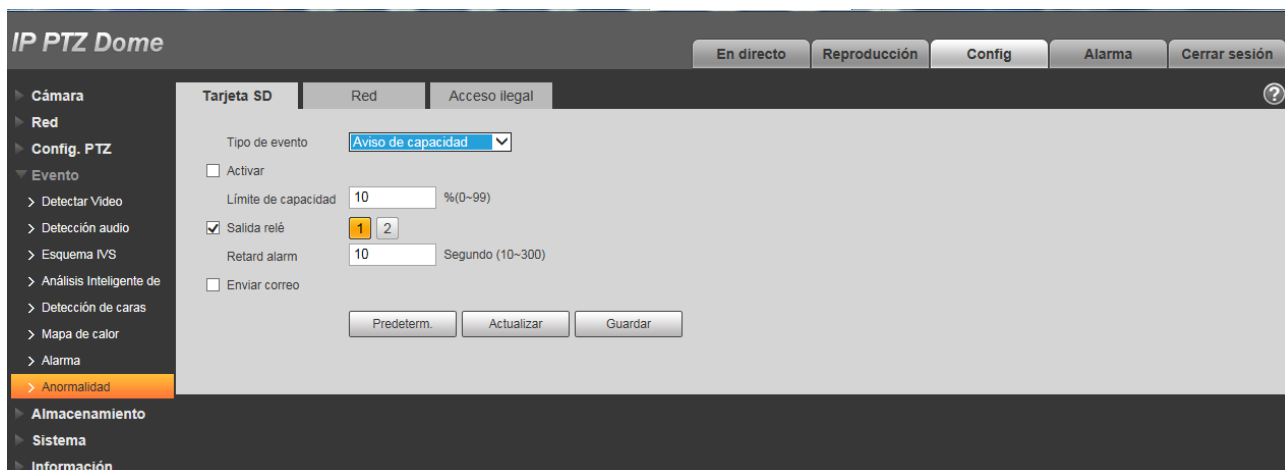 IP PTZ Dome
En directo
Reproducción
Config
Alarma
Cerrar sesión
Cámara
Red
Config. PTZ
Evento
Detectar Video
Detección audio
Esquema IVS
Análisis Inteligente de
Detección de caras
Mapa de calor
Alarma
Anormalidad
Almacenamiento
Sistema
Información
Tarjeta SD
Red
Acceso ilegal
?
Tipo de evento Aviso de capacidad
Activar
Límite de capacidad 10 %(0~99)
Salida relé 1 2
Retard alarm 10 Segundo (10~300)
Enviar correo
Predeterm. Actualizar Guardar